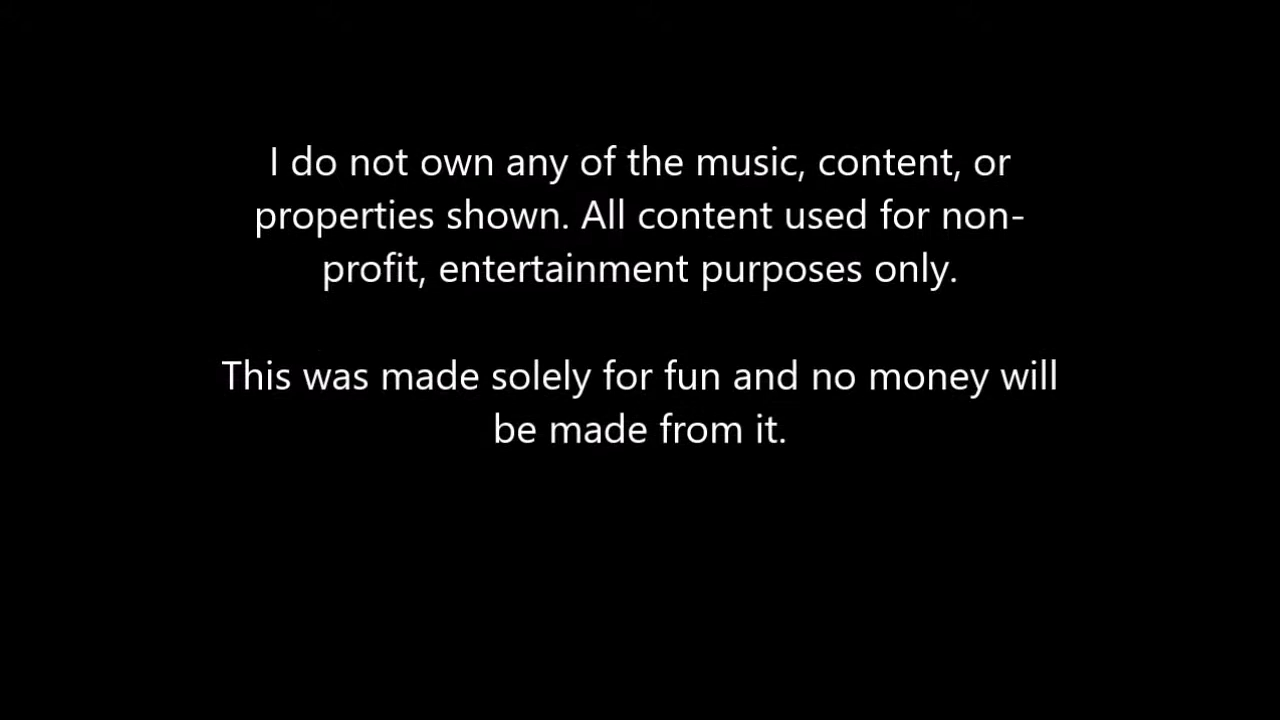 I do not own any of the music, content, or
properties shown. All content used for non-
profit, entertainment purposes only.
This was made solely for fun and no money will
be made from it.